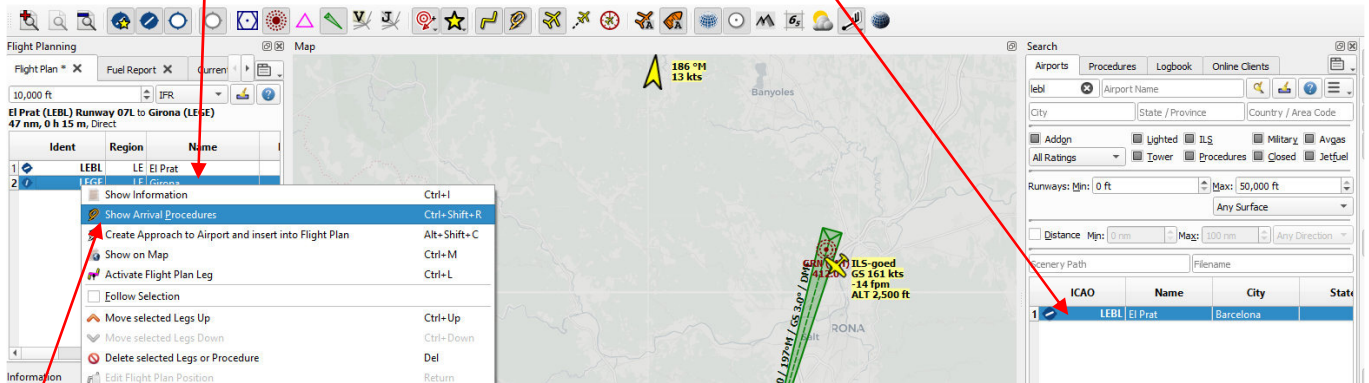 Flight Planning
Flight Plan * Fuel Report Curren
10,000 ft IFR
El Prat (LEBL) Runway 07L to Girona (LEGE)
47 nm, 0 h 15 m, Direct
Ident Region Name
1 LEBL LE El Prat
2 LEGE LE Girona
Show Information Ctrl+I
Show Arrival Procedures Ctrl+Shift+R
Create Approach to Airport and insert into Flight Plan Alt+Shift+C
Show on Map Ctrl+M
Activate Flight Plan Leg Ctrl+L
Follow Selection
Move selected Legs Up Ctrl+Up
Move selected Legs Down Ctrl+Down
Delete selected Legs or Procedure Del
Edit Flight Plan Position Return
Information
Map
186 °M
13 kts
Banyoles
ILS-goed
GS 161 kts
-14 fpm
ALT 2,500 ft
RONA
Salt
/ 197°M / GS 3.0° / DM
Search
Airports Procedures Logbook Online Clients
lebl Airport Name
City State / Province Country / Area Code
Addon Lighted ILS Military Avgas
All Ratings Tower Procedures Closed Jetfuel
Runways: Min: 0 ft Max: 50,000 ft
Any Surface
Distance Min: 0 nm Max: 100 nm Any Direction
Scenery Path Filename
ICAO Name City State
1 LEBL El Prat Barcelona